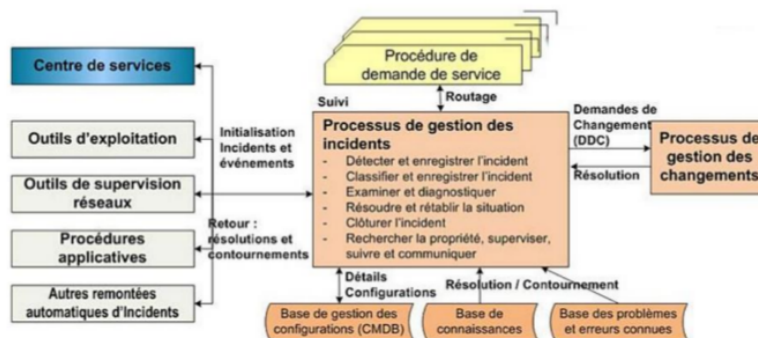 Centre de services
Outils d'exploitation
Outils de supervision
réseaux
Procédures
applicatives
Autres remontées
automatiques d'Incidents
Initialisation
Incidents et
événements
Retour :
résolutions et
contournements
Procédure de
demande de service
Suivi
Routage
Processus de gestion des
incidents
- Détecter et enregistrer l'incident
- Classifier et enregistrer l'incident
- Examiner et diagnostiquer
- Résoudre et rétablir la situation
- Clôturer l'incident
- Rechercher la propriété, superviser,
suivre et communiquer
Demandes de
Changement
(DDC)
Résolution
Processus de
gestion des
changements
Détails
Configurations
Résolution / Contournement
Base de gestion des
configurations (CMDB)
Base de
connaissances
Base des problèmes
et erreurs connues